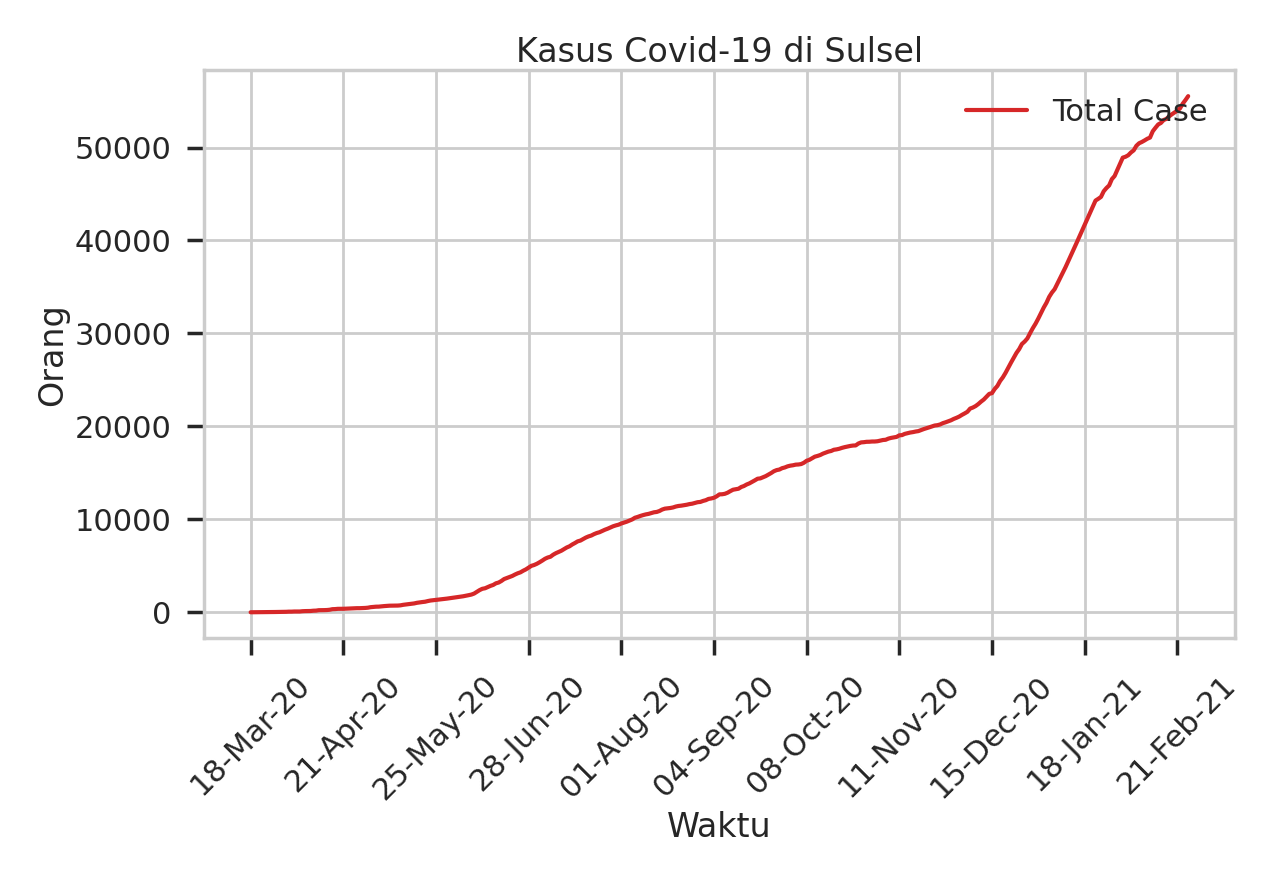 Kasus Covid-19 di Sulsel
Total Case
Orang
50000
40000
30000
20000
10000
0
18-Mar-20
21-Apr-20
25-May-20
28-Jun-20
01-Aug-20
04-Sep-20
08-Oct-20
11-Nov-20
15-Dec-20
18-Jan-21
21-Feb-21
Waktu